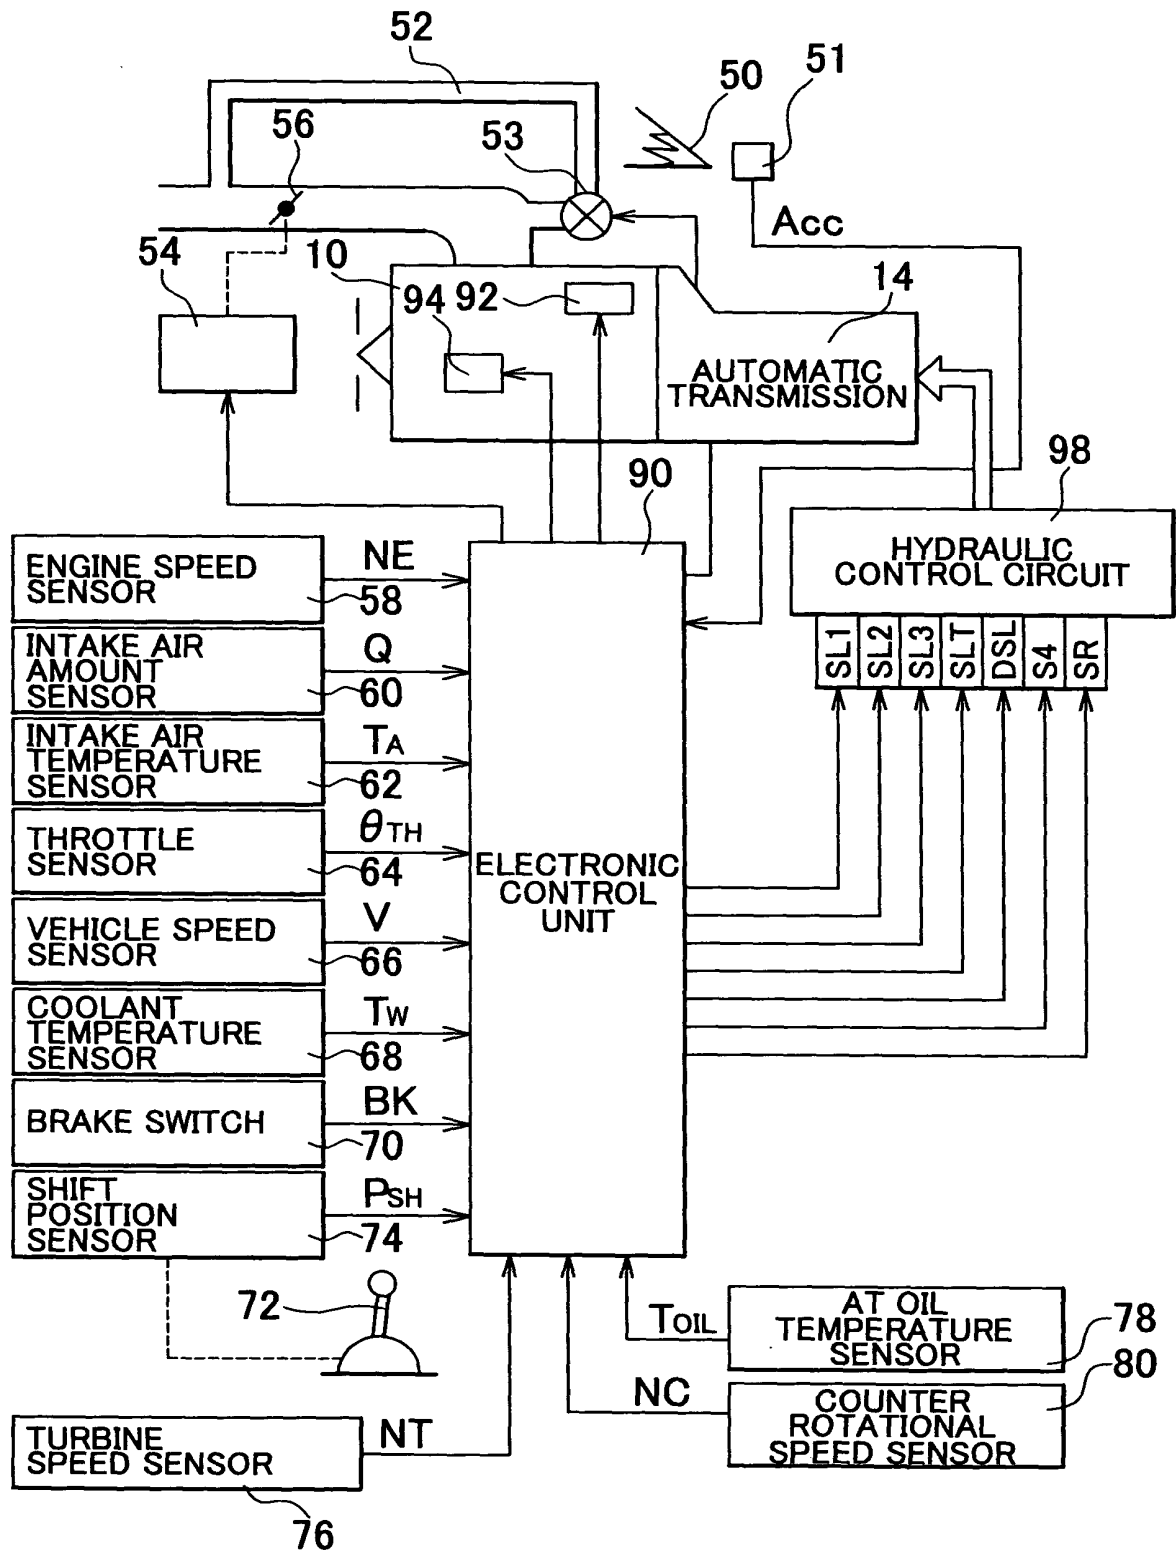 52
51
50
56
53
Acc
54
10
94
92
14
AUTOMATIC
TRANSMISSION
90
98
HYDRAULIC
CONTROL CIRCUIT
SL1
SL2
SL3
SLT
DSL
S4
SR
ENGINE SPEED
SENSOR
NE
58
INTAKE AIR
AMOUNT
SENSOR
Q
60
INTAKE AIR
TEMPERATURE
SENSOR
TA
62
THROTTLE
SENSOR
θTH
64
VEHICLE SPEED
SENSOR
V
66
COOLANT
TEMPERATURE
SENSOR
TW
68
BRAKE SWITCH
BK
70
SHIFT
POSITION
SENSOR
PSH
74
ELECTRONIC
CONTROL
UNIT
72
TOIL
AT OIL
TEMPERATURE
SENSOR
78
80
NC
COUNTER
ROTATIONAL
SPEED SENSOR
TURBINE
SPEED SENSOR
NT
76